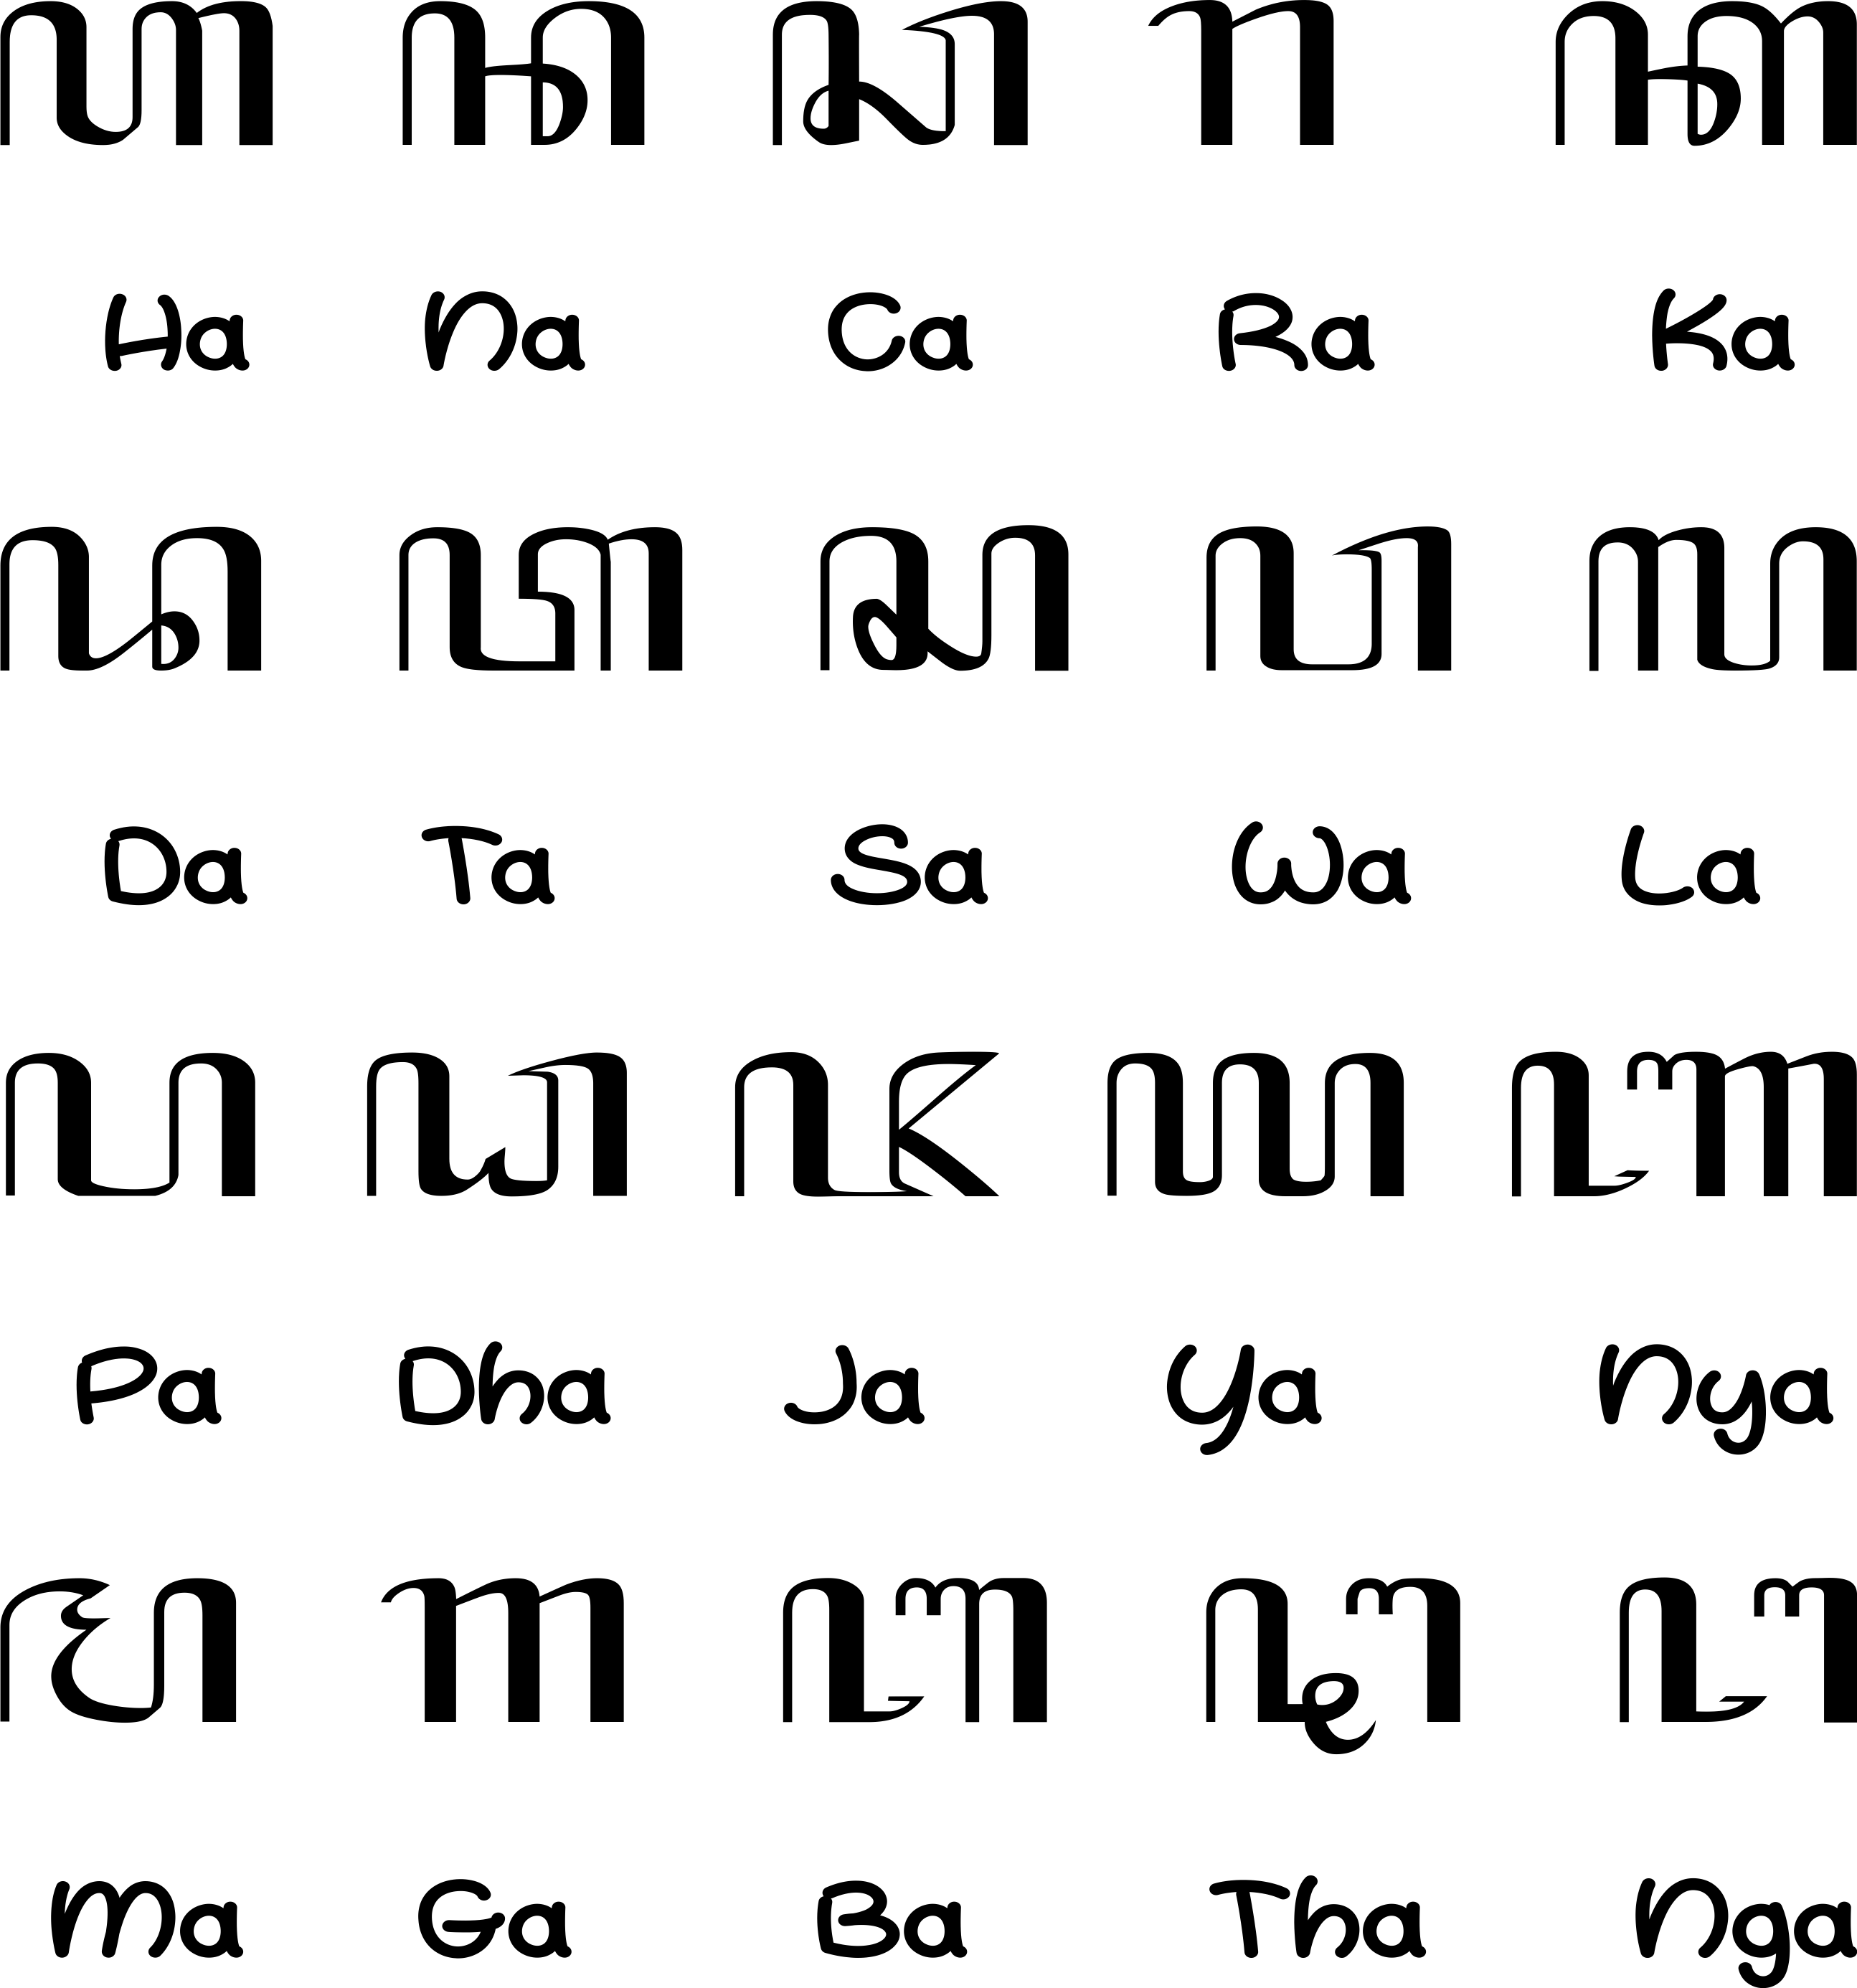 ꦲ ꦤ ꦕ ꦫ ꦏ
Ha Na Ca Ra Ka
ꦢ ꦠ ꦱ ꦮ ꦭ
Da Ta Sa Wa La
ꦥ ꦝ ꦗ ꦪ ꦚ
Pa Dha Ja Ya Nya
ꦩ ꦒ ꦧ ꦛ ꦔ
Ma Ga Ba Tha Nga